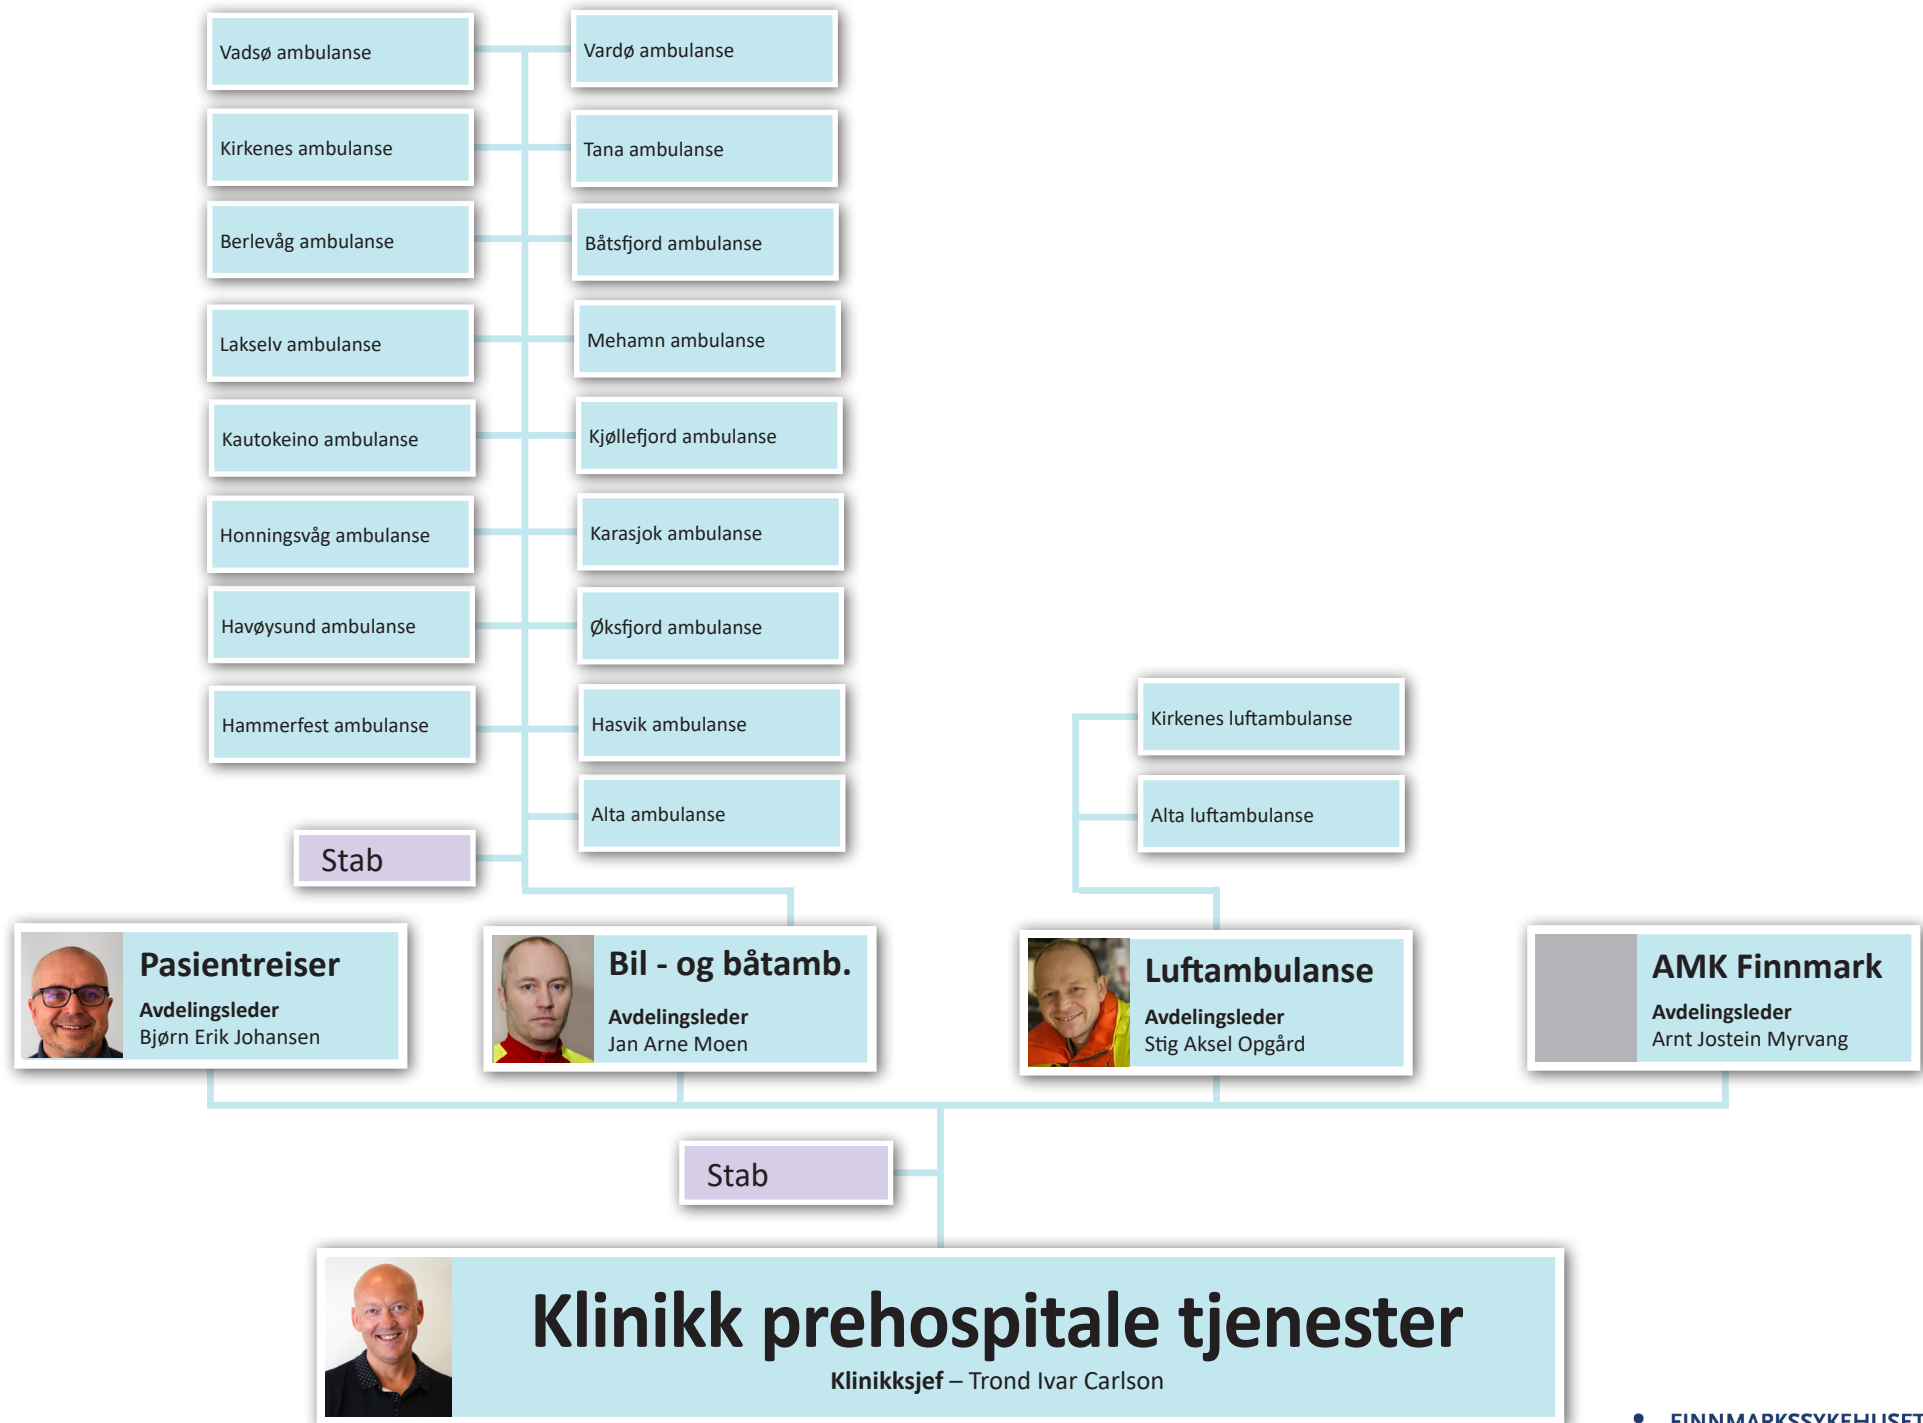 Vadsø ambulanse
Vardø ambulanse
Kirkenes ambulanse
Tana ambulanse
Berlevåg ambulanse
Båtsfjord ambulanse
Lakselv ambulanse
Mehamn ambulanse
Kautokeino ambulanse
Kjøllefjord ambulanse
Honningsvåg ambulanse
Karasjok ambulanse
Havøysund ambulanse
Øksfjord ambulanse
Hammerfest ambulanse
Hasvik ambulanse
Kirkenes luftambulanse
Alta ambulanse
Alta luftambulanse
Stab
Pasientreiser
Avdelingsleder
Bjørn Erik Johansen
Bil - og båtamb.
Avdelingsleder
Jan Arne Moen
Luftambulanse
Avdelingsleder
Stig Aksel Opgård
AMK Finnmark
Avdelingsleder
Arnt Jostein Myrvang
Stab
Klinikk prehospitale tjenester
Klinikksjef – Trond Ivar Carlson
FINNMARKSSYKEHUSET